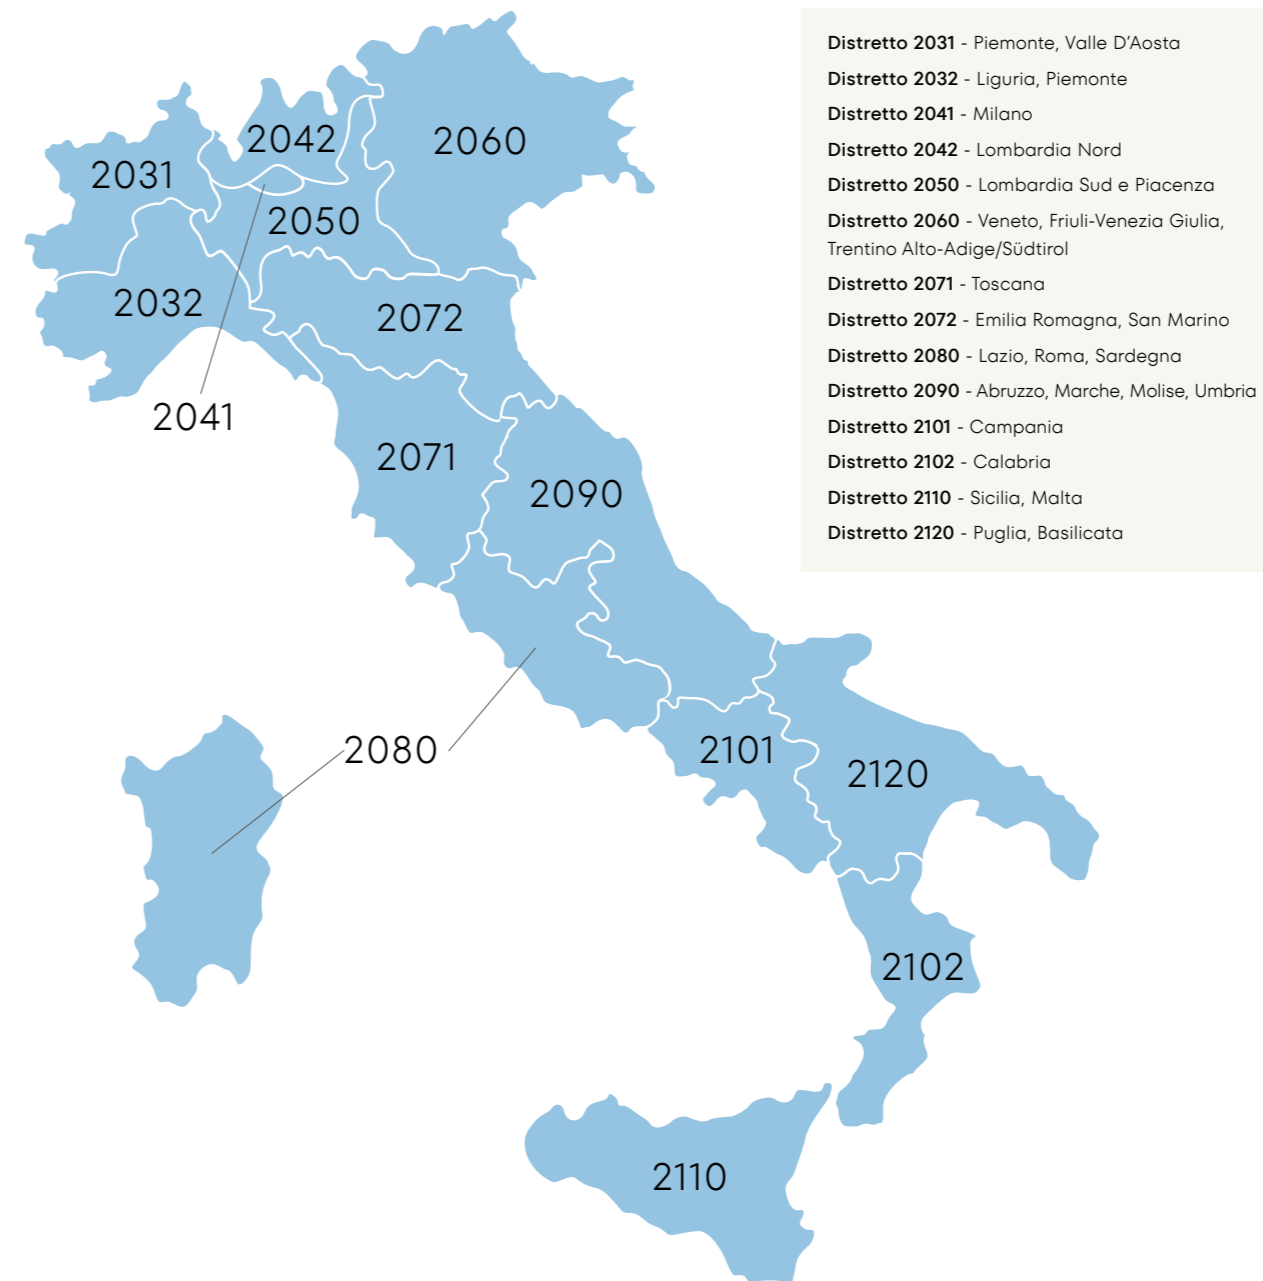 2042
2060
2031
2050
2032
2072
2041
2071
2090
2080
2101
2120
2102
2110
Distretto 2031 - Piemonte, Valle D’Aosta
Distretto 2032 - Liguria, Piemonte
Distretto 2041 - Milano
Distretto 2042 - Lombardia Nord
Distretto 2050 - Lombardia Sud e Piacenza
Distretto 2060 - Veneto, Friuli-Venezia Giulia,
Trentino Alto-Adige/Südtirol
Distretto 2071 - Toscana
Distretto 2072 - Emilia Romagna, San Marino
Distretto 2080 - Lazio, Roma, Sardegna
Distretto 2090 - Abruzzo, Marche, Molise, Umbria
Distretto 2101 - Campania
Distretto 2102 - Calabria
Distretto 2110 - Sicilia, Malta
Distretto 2120 - Puglia, Basilicata